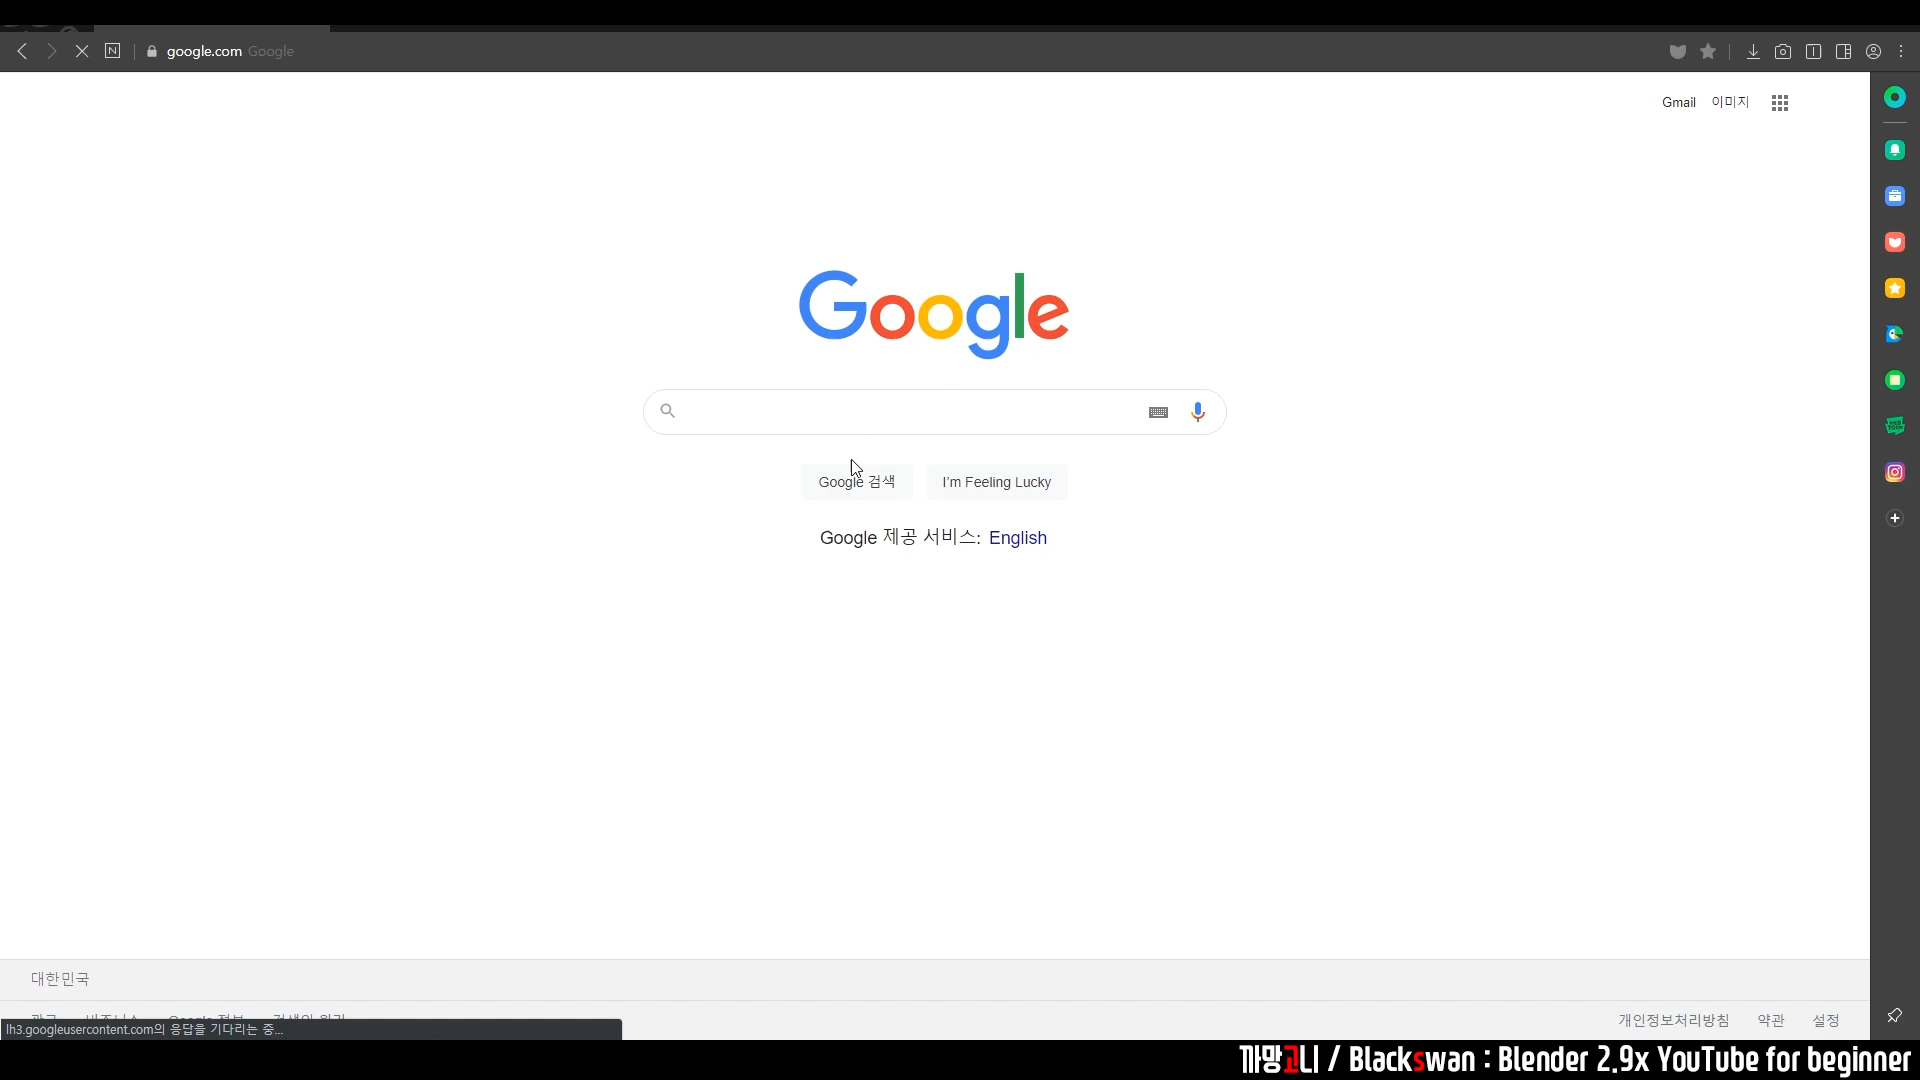 google.com Google
Gmail 이미지
Google
Google 검색 I'm Feeling Lucky
Google 제공 서비스: English
대한민국
개인정보처리방침 약관 설정
lh3.googleusercontent.com의 응답을 기다리는 중...
까망고니 / Blackswan : Blender 2.9x YouTube for beginner